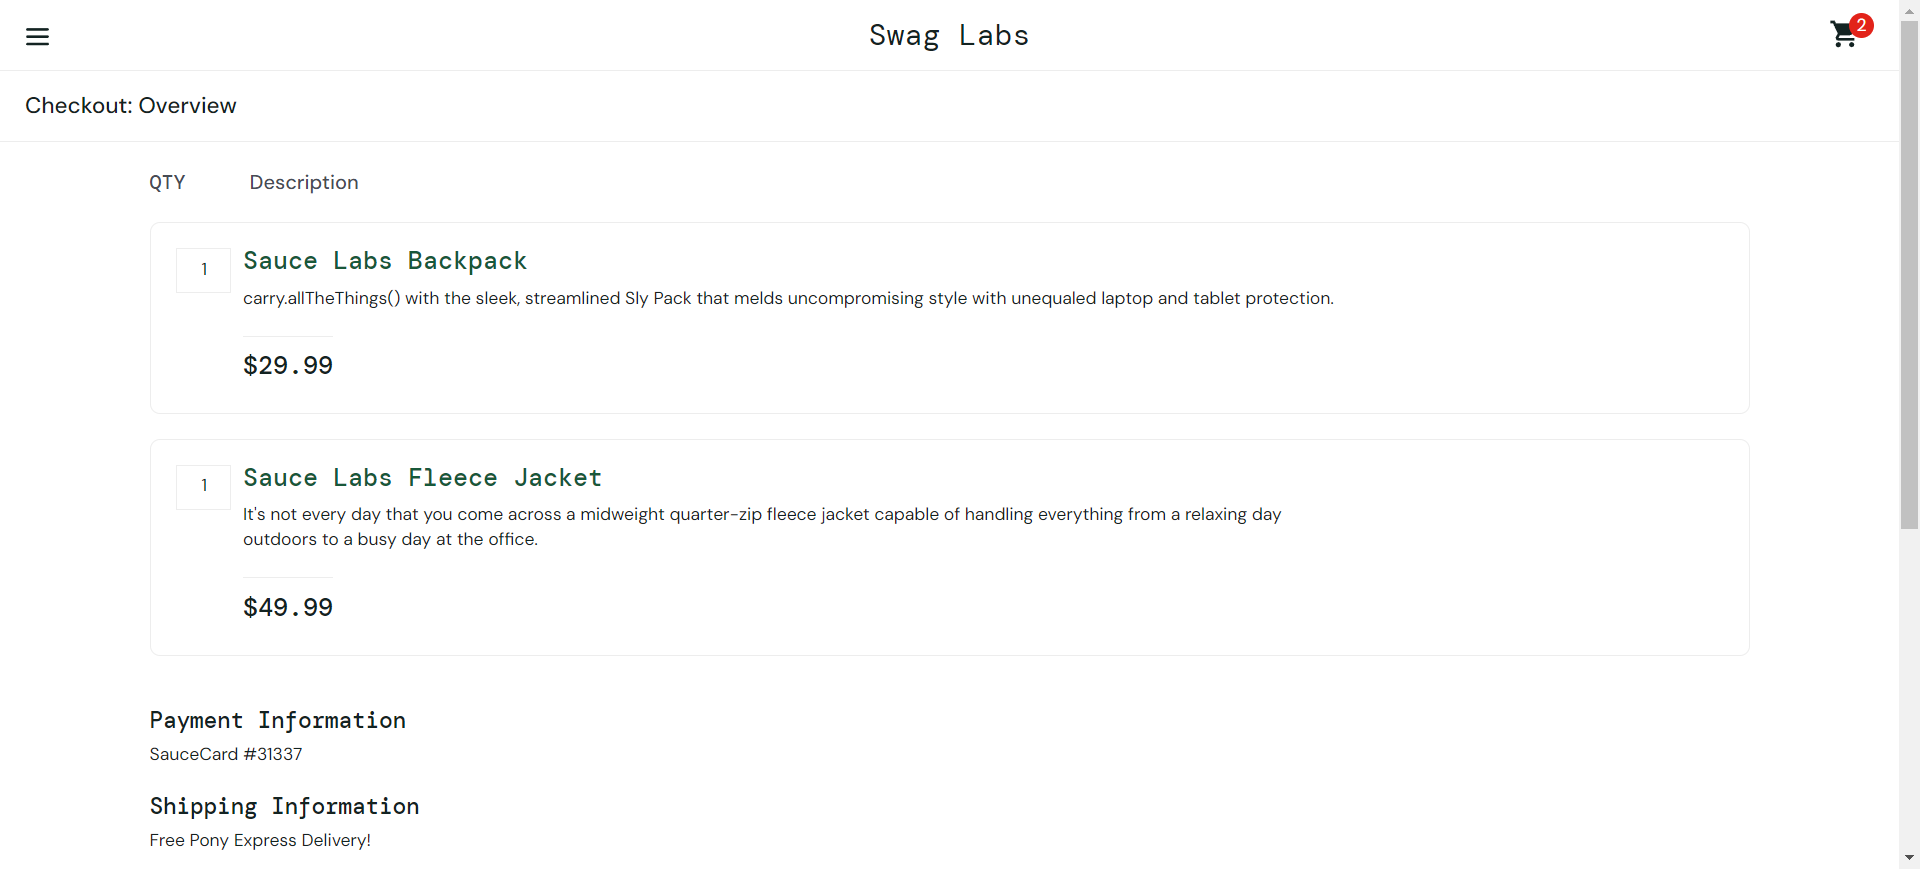 Swag Labs
2
Checkout: Overview
QTY Description
1
Sauce Labs Backpack
carry.allTheThings() with the sleek, streamlined Sly Pack that melds uncompromising style with unequaled laptop and tablet protection.
$29.99
1
Sauce Labs Fleece Jacket
It's not every day that you come across a midweight quarter-zip fleece jacket capable of handling everything from a relaxing day
outdoors to a busy day at the office.
$49.99
Payment Information
SauceCard #31337
Shipping Information
Free Pony Express Delivery!